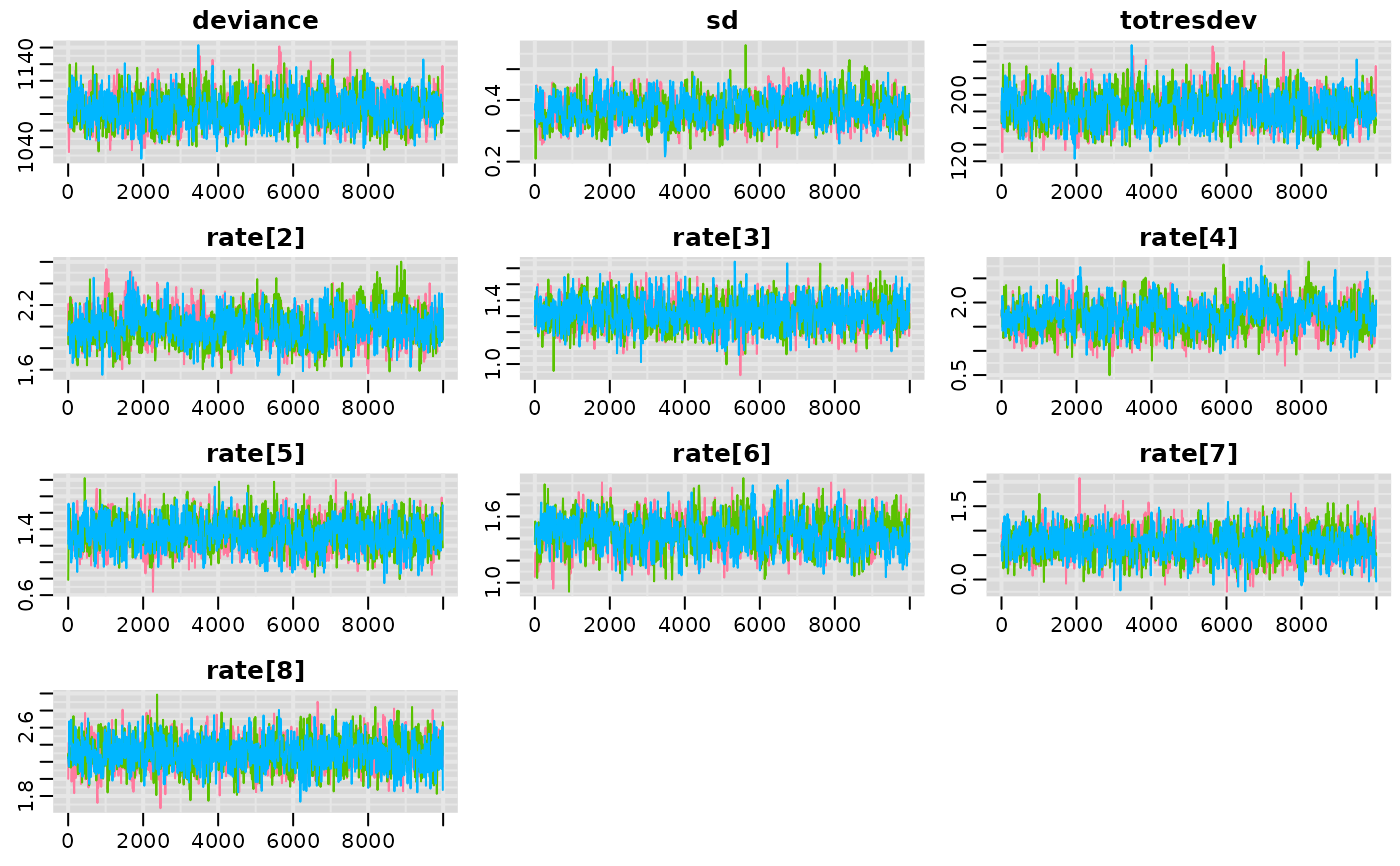 deviance sd totresdev
1140 0.4 200
1040 0.2 120
0 2000 4000 6000 8000 0 2000 4000 6000 8000 0 2000 4000 6000 8000
rate[2] rate[3] rate[4]
2.2 1.4 2.0
1.6 1.0 0.5
0 2000 4000 6000 8000 0 2000 4000 6000 8000 0 2000 4000 6000 8000
rate[5] rate[6] rate[7]
1.4 1.6 1.5
0.6 1.0 0.0
0 2000 4000 6000 8000 0 2000 4000 6000 8000 0 2000 4000 6000 8000
rate[8]
2.6
1.8
0 2000 4000 6000 8000